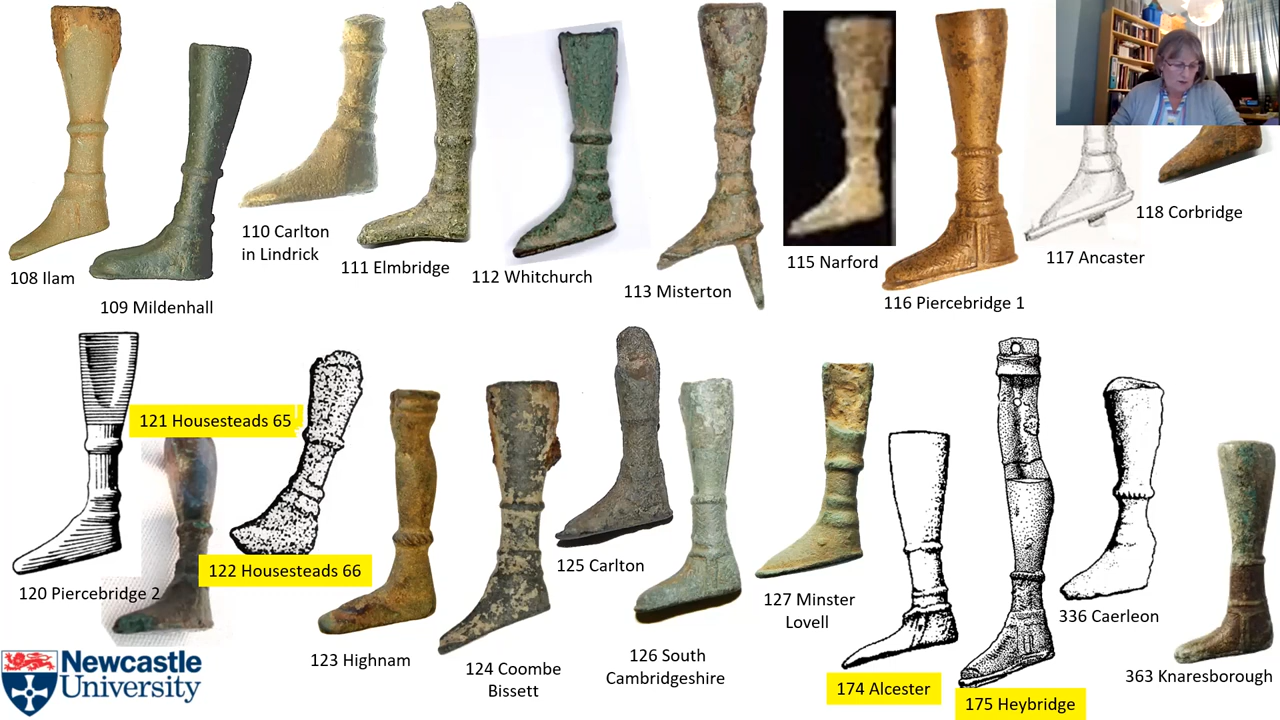 108 Ilam
109 Mildenhall
110 Carlton
in Lindrick
111 Elmbridge
112 Whitchurch
113 Misterton
115 Narford
116 Piercebridge 1
117 Ancaster
118 Corbridge
120 Piercebridge 2
121 Housesteads 65
122 Housesteads 66
123 Highnam
124 Coombe
Bissett
125 Carlton
126 South
Cambridgeshire
127 Minster
Lovell
174 Alcester
175 Heybridge
336 Caerleon
363 Knaresborough
Newcastle
University